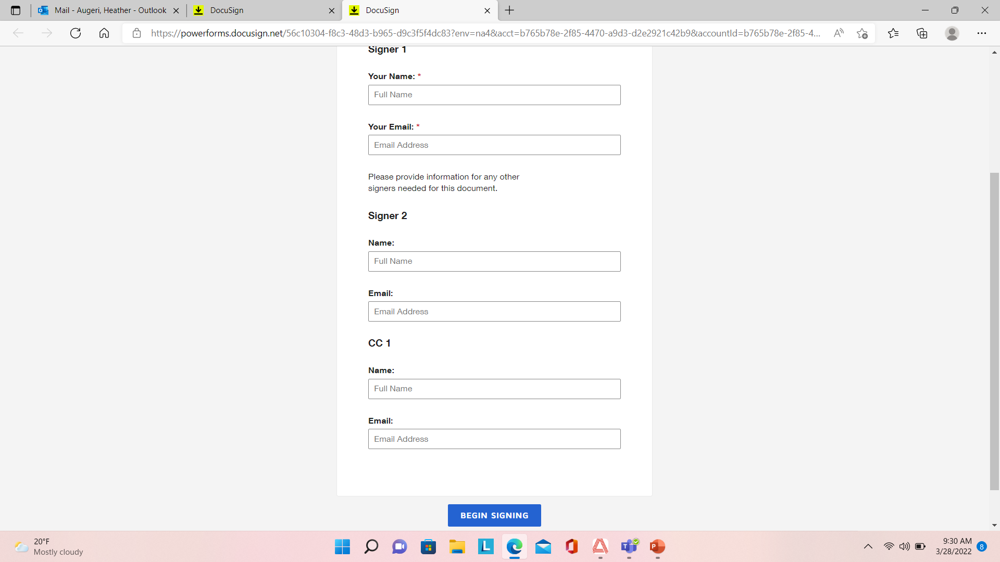 Mail - Augeri, Heather - Outlook
DocuSign
DocuSign
https://powerforms.docusign.net/56c10304-f8c3-48d3-b965-d9c3f5f4dc83?env=na4&acct=b765b78e-2f85-4470-a9d3-d2e2921c42b9&accountId=b765b78e-2f85-4...
Signer 1
Your Name: *
Full Name
Your Email: *
Email Address
Please provide information for any other
signers needed for this document.
Signer 2
Name:
Full Name
Email:
Email Address
CC 1
Name:
Full Name
Email:
Email Address
BEGIN SIGNING
20°F
Mostly cloudy
9:30 AM
3/28/2022
8